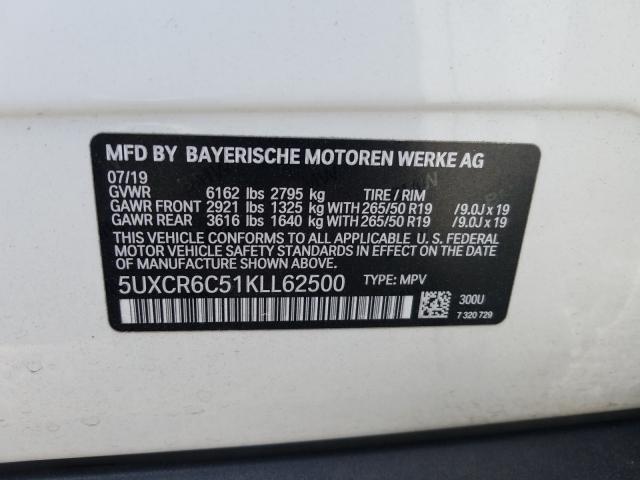 MFD BY BAYERISCHE MOTOREN WERKE AG
07/19
GVWR 6162 lbs 2795 kg TIRE / RIM
GAWR FRONT 2921 lbs 1325 kg WITH 265/50 R19 /9.0J x 19
GAWR REAR 3616 lbs 1640 kg WITH 265/50 R19 /9.0J x 19
THIS VEHICLE CONFORMS TO ALL APPLICABLE U. S. FEDERAL
MOTOR VEHICLE SAFETY STANDARDS IN EFFECT ON THE
DATE OF MANUFACTURE SHOWN ABOVE.
5UXCR6C51KLL62500 TYPE: MPV
300U
7 320 729